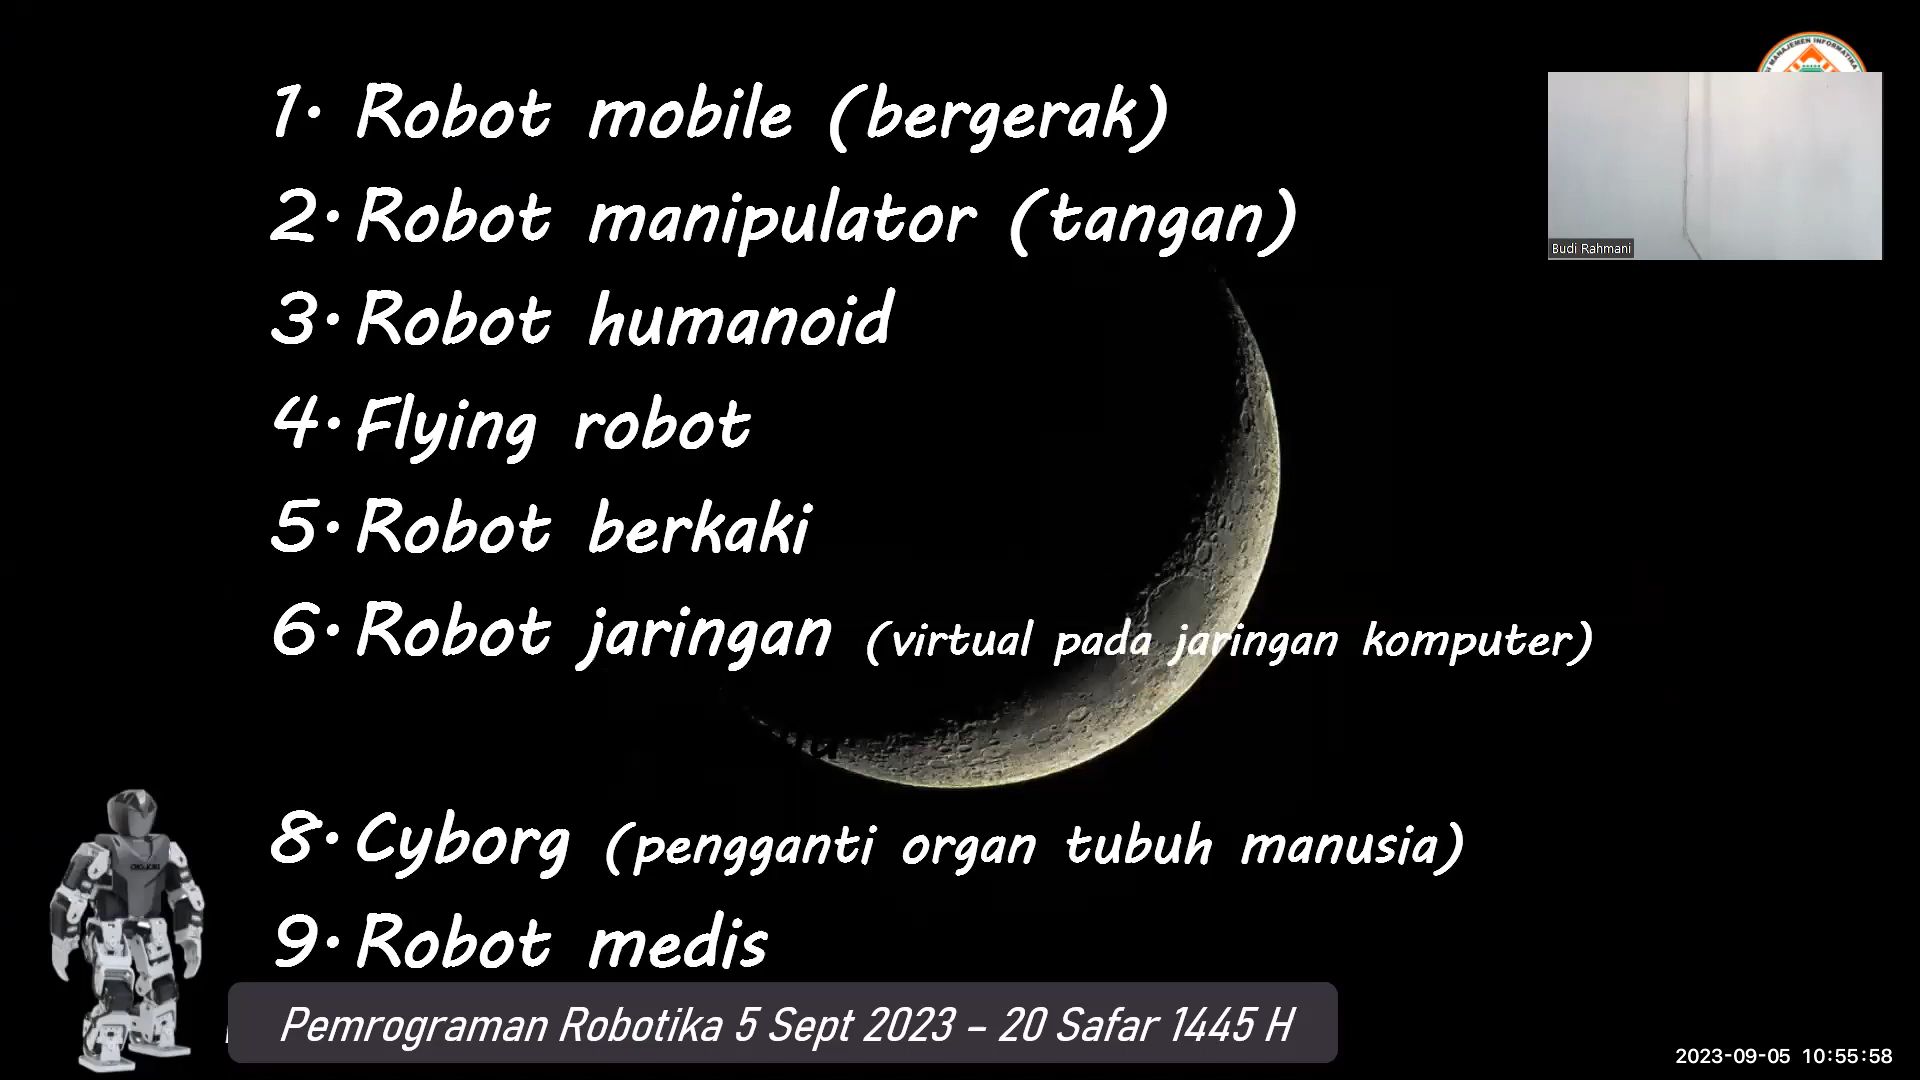 1. Robot mobile (bergerak)
2. Robot manipulator (tangan)
3. Robot humanoid
4. Flying robot
5. Robot berkaki
6. Robot jaringan (virtual pada jaringan komputer)
8. Cyborg (pengganti organ tubuh manusia)
9. Robot medis
Pemrograman Robotika 5 Sept 2023 – 20 Safar 1445 H
MANAJEMEN INFORMATIKA
Budi Rahmani
2023-09-05 10:55:58